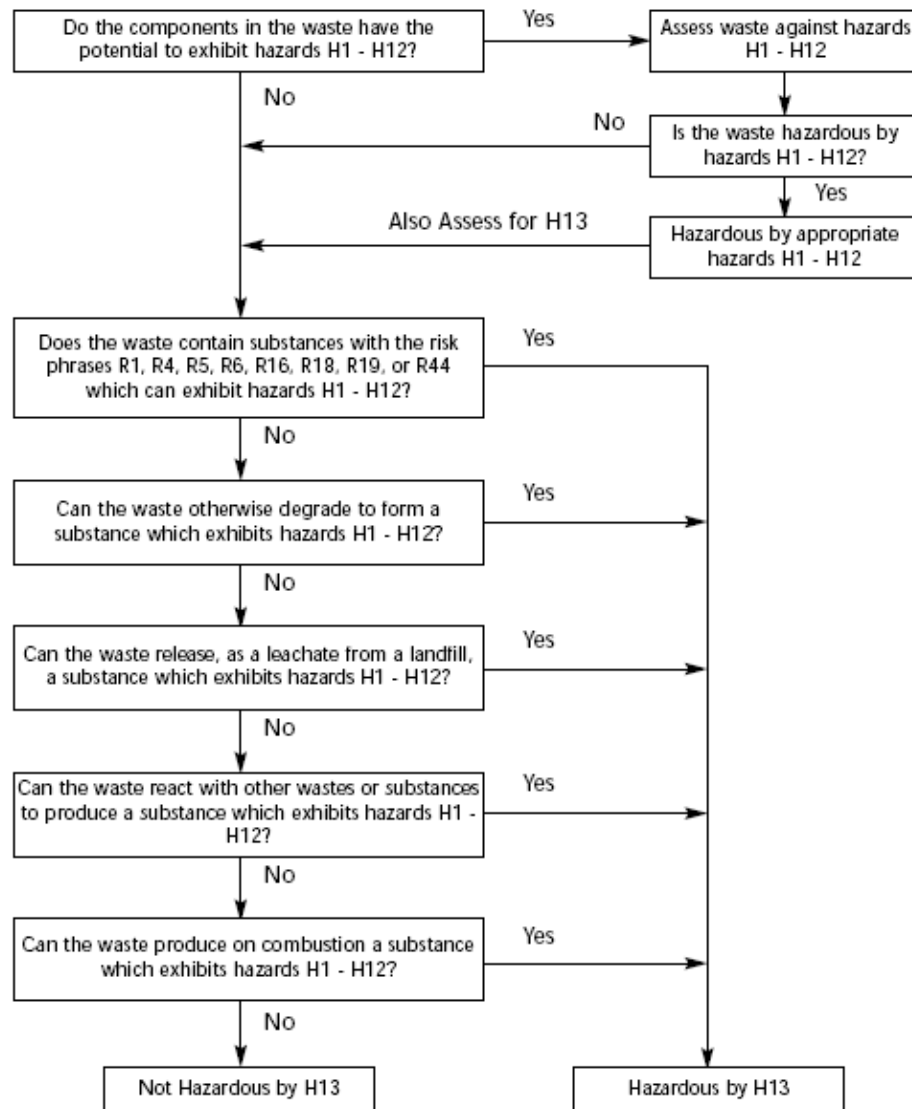 Do the components in the waste have the
potential to exhibit hazards H1 - H12?
Yes
Assess waste against hazards
H1 - H12
No
No
Is the waste hazardous by
hazards H1 - H12?
Yes
Also Assess for H13
Hazardous by appropriate
hazards H1 - H12
Does the waste contain substances with the risk
phrases R1, R4, R5, R6, R16, R18, R19, or R44
which can exhibit hazards H1 - H12?
Yes
No
Can the waste otherwise degrade to form a
substance which exhibits hazards H1 - H12?
Yes
No
Can the waste release, as a leachate from a landfill,
a substance which exhibits hazards H1 - H12?
Yes
No
Can the waste react with other wastes or substances
to produce a substance which exhibits hazards H1 -
H12?
Yes
No
Can the waste produce on combustion a substance
which exhibits hazards H1 - H12?
Yes
No
Not Hazardous by H13
Hazardous by H13